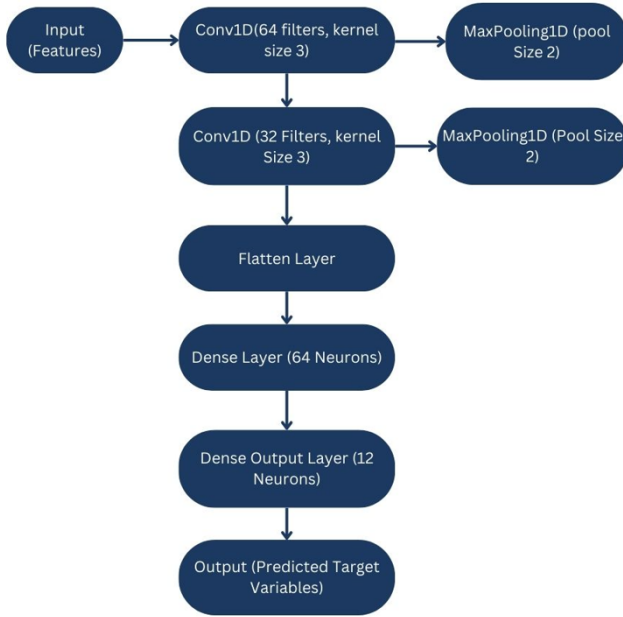 Input
(Features)
Conv1D(64 filters, kernel
size 3)
MaxPooling1D (pool
Size 2)
Conv1D (32 Filters, kernel
Size 3)
MaxPooling1D (Pool Size
2)
Flatten Layer
Dense Layer (64 Neurons)
Dense Output Layer (12
Neurons)
Output (Predicted Target
Variables)